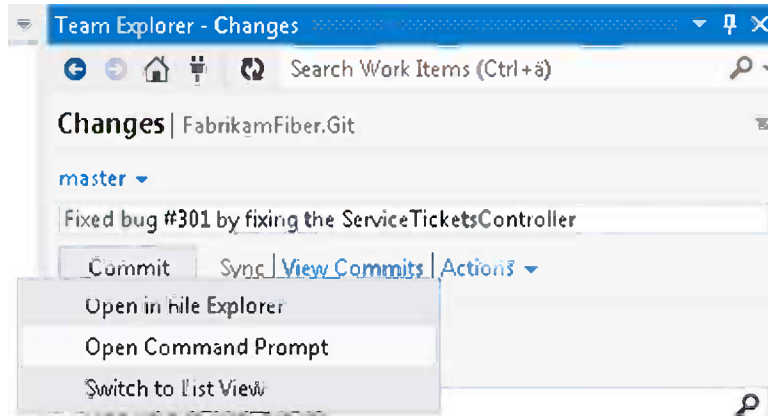 Team Explorer - Changes
Search Work Items (Ctrl+ä)
Changes | FabrikamFiber.Git
master
Fixed bug #301 by fixing the ServiceTicketsController
Commit Sync | View Commits | Actions
Open in File Explorer
Open Command Prompt
Switch to List View